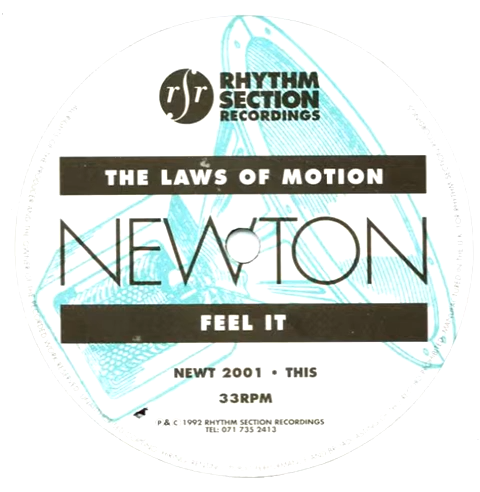 rsr
RHYTHM
SECTION
RECORDINGS
THE LAWS OF MOTION
NEWTON
FEEL IT
NEWT 2001 • THIS
33RPM
P & C 1992 RHYTHM SECTION RECORDINGS
TEL: 071 735 2413